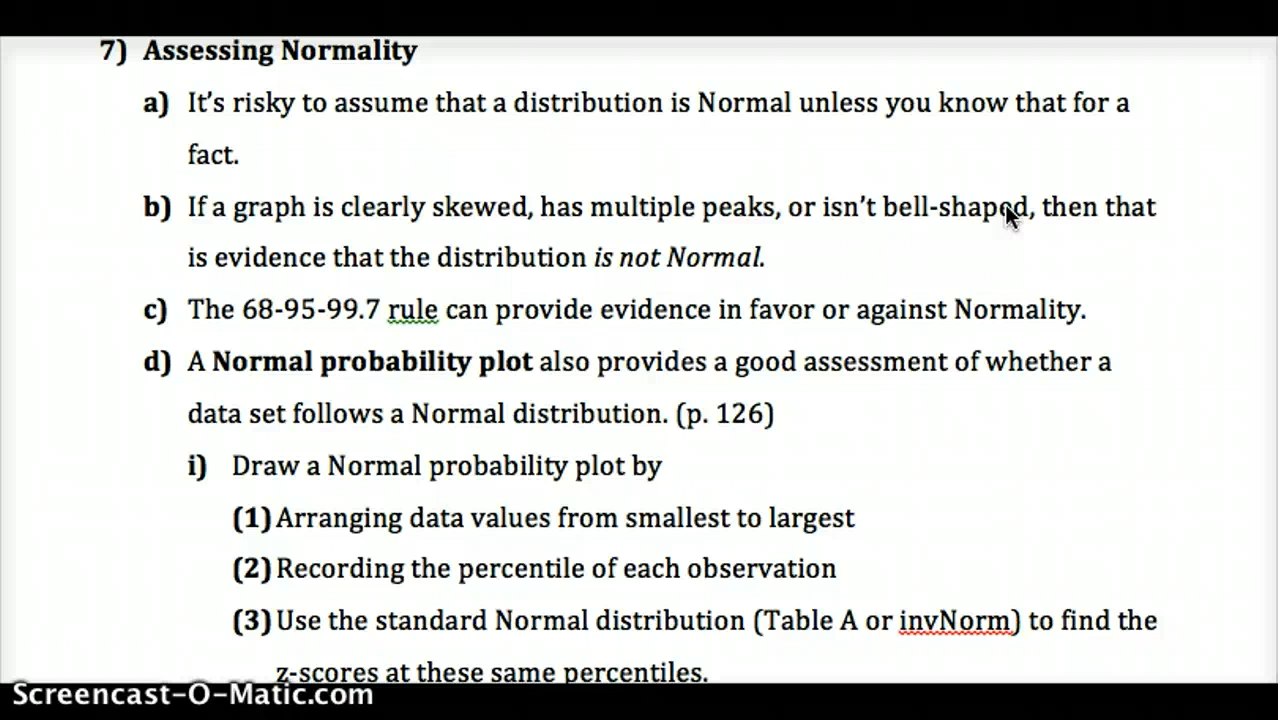 7) Assessing Normality
a) It's risky to assume that a distribution is Normal unless you know that for a
fact.
b) If a graph is clearly skewed, has multiple peaks, or isn't bell-shaped, then that
is evidence that the distribution is not Normal.
c) The 68-95-99.7 rule can provide evidence in favor or against Normality.
d) A Normal probability plot also provides a good assessment of whether a
data set follows a Normal distribution. (p. 126)
i) Draw a Normal probability plot by
(1) Arranging data values from smallest to largest
(2) Recording the percentile of each observation
(3) Use the standard Normal distribution (Table A or invNorm) to find the
z-scores at these same percentiles.
Screencast-O-Matic.com